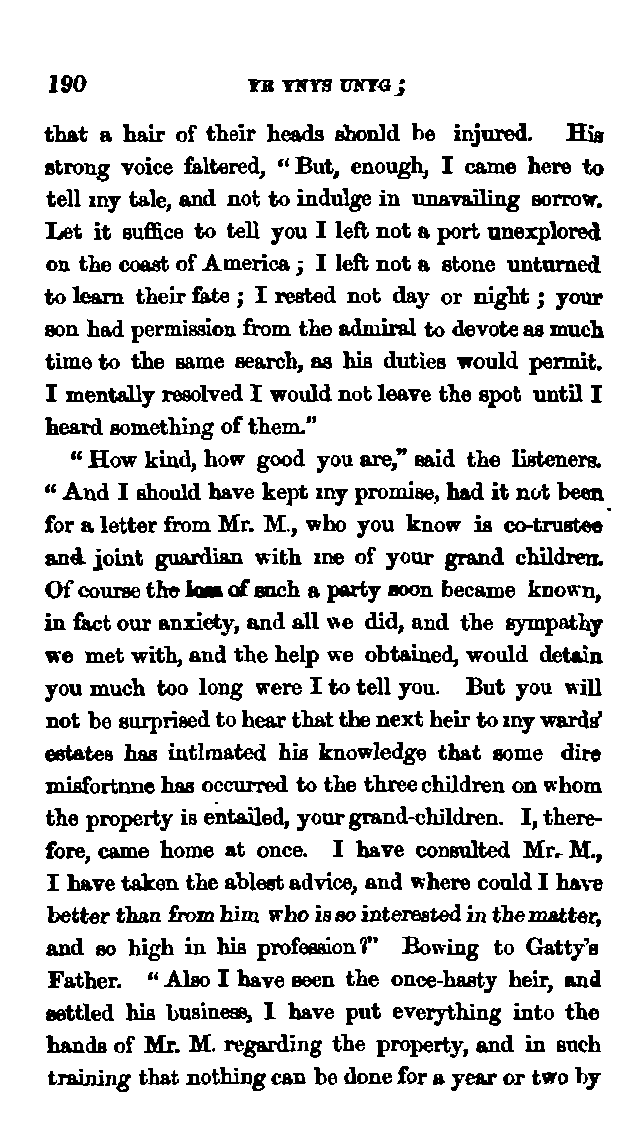 190 YR YNYS UNYG ;
that a hair of their heads should be injured. His
strong voice faltered, “ But, enough, I came here to
tell my tale, and not to indulge in unavailing sorrow.
Let it suffice to tell you I left not a port unexplored
on the coast of America ; I left not a stone unturned
to learn their fate ; I rested not day or night ; your
son had permission from the admiral to devote as much
time to the same search, as his duties would permit.
I mentally resolved I would not leave the spot until I
heard something of them.”
“ How kind, how good you are,” said the listeners.
“ And I should have kept my promise, had it not been
for a letter from Mr. M., who you know is co-trustee
and joint guardian with me of your grand children.
Of course the loss of such a party soon became known,
in fact our anxiety, and all we did, and the sympathy
we met with, and the help we obtained, would detain
you much too long were I to tell you. But you will
not be surprised to hear that the next heir to my wards’
estates has intlmated his knowledge that some dire
misfortnne has occurred to the three children on whom
the property is entailed, your grand-children. I, there-
fore, came home at once. I have consulted Mr. M.,
I have taken the ablest advice, and where could I have
better than from him who is so interested in the matter,
and so high in his profession ?” Bowing to Gatty’s
Father. “ Also I have seen the once-hasty heir, and
settled his business, I have put everything into the
hands of Mr. M. regarding the property, and in such
training that nothing can be done for a year or two by